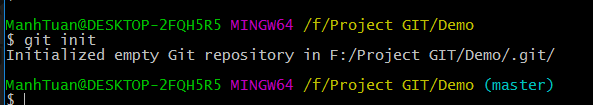 ManhTuan@DESKTOP-2FQH5R5 MINGW64 /f/Project GIT/Demo
$ git init
Initialized empty Git repository in F:/Project GIT/Demo/.git/
ManhTuan@DESKTOP-2FQH5R5 MINGW64 /f/Project GIT/Demo (master)
$